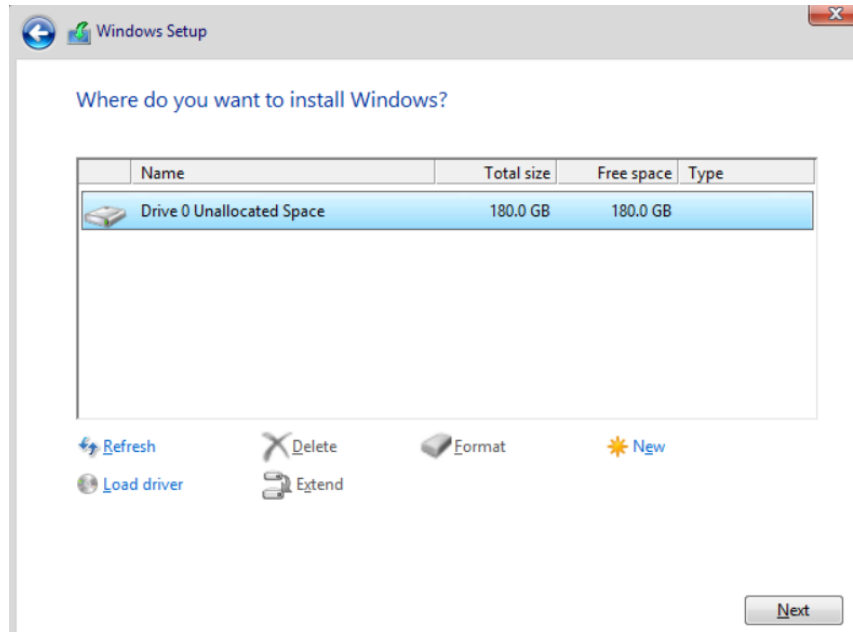 Windows Setup
Where do you want to install Windows?
Name Total size Free space Type
Drive 0 Unallocated Space 180.0 GB 180.0 GB
Refresh Delete Format New
Load driver Extend
Next